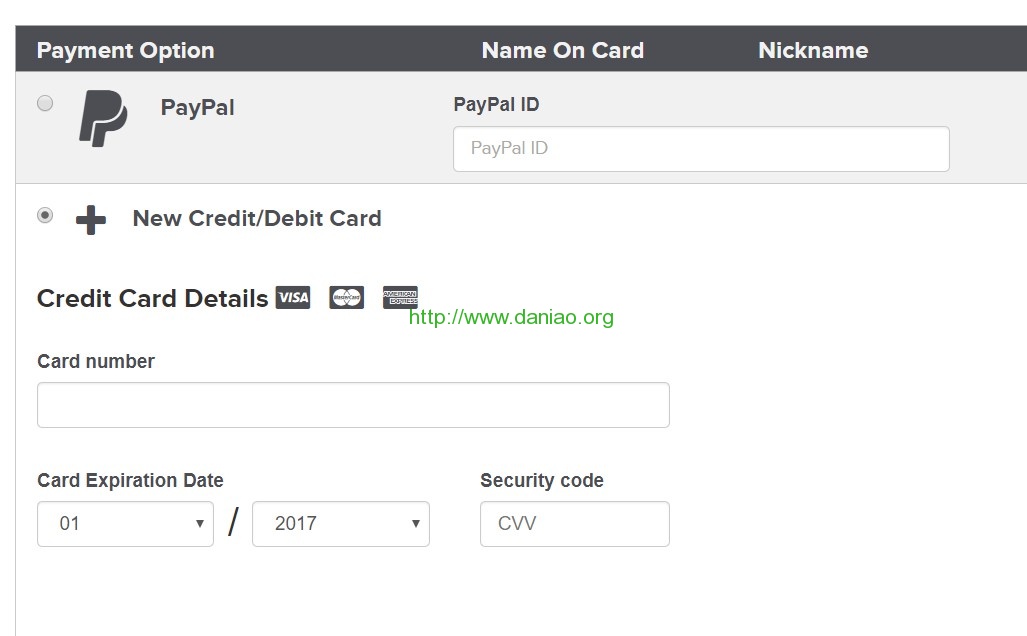 Payment Option Name On Card Nickname
PayPal PayPal ID
PayPal ID
New Credit/Debit Card
Credit Card Details VISA MasterCard AMERICAN EXPRESS
http://www.daniao.org
Card number
Card Expiration Date Security code
01 / 2017 CVV